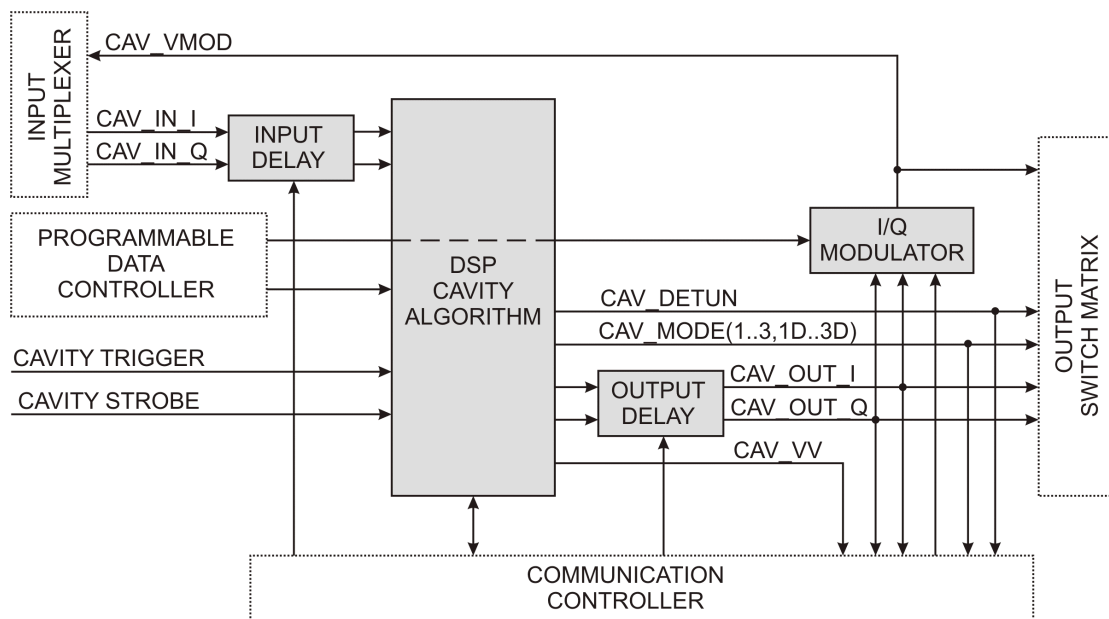 CAV_VMOD
INPUT
MULTIPLEXER
CAV_IN_I
CAV_IN_Q
INPUT
DELAY
PROGRAMMABLE
DATA
CONTROLLER
I/Q
MODULATOR
DSP
CAVITY
ALGORITHM
CAV_DETUN
CAV_MODE(1..3,1D..3D)
OUTPUT
SWITCH MATRIX
CAVITY TRIGGER
CAVITY STROBE
OUTPUT
DELAY
CAV_OUT_I
CAV_OUT_Q
CAV_VV
COMMUNICATION
CONTROLLER